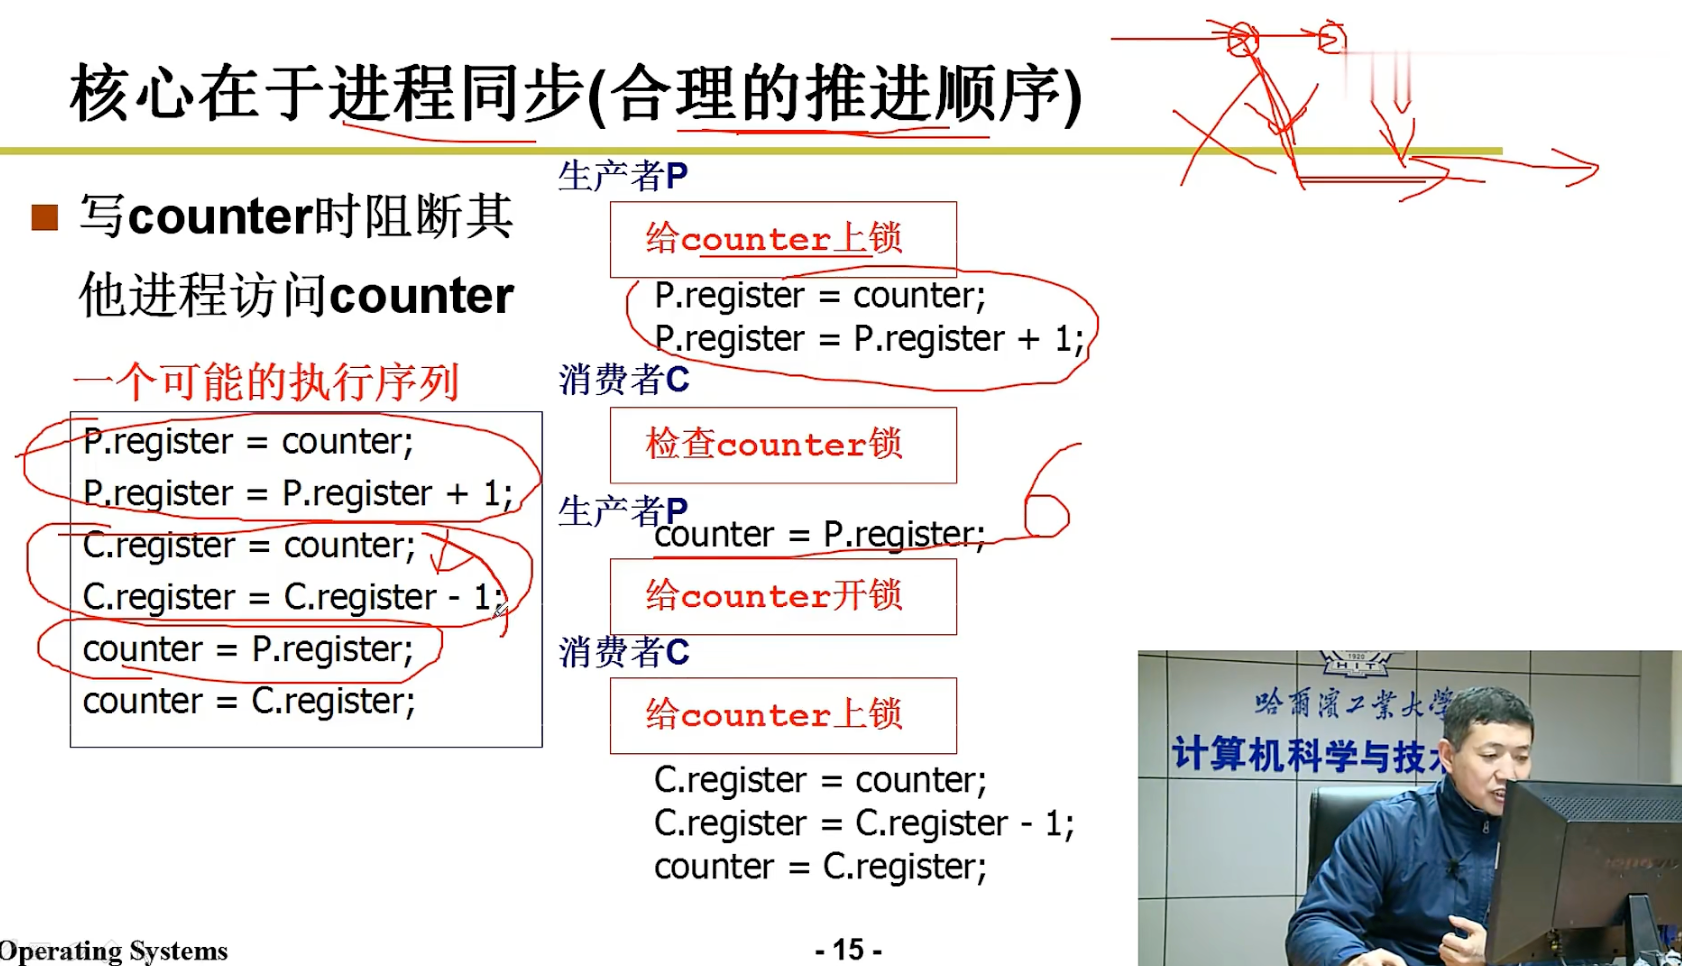 核心在于进程同步(合理的推进顺序)
写counter时阻断其
他进程访问counter
一个可能的执行序列
P.register = counter;
P.register = P.register + 1;
C.register = counter;
C.register = C.register - 1;
counter = P.register;
counter = C.register;
生产者P
给counter上锁
P.register = counter;
P.register = P.register + 1;
消费者C
检查counter锁
生产者P
counter = P.register;
给counter开锁
消费者C
给counter上锁
C.register = counter;
C.register = C.register - 1;
counter = C.register;
6
1920
HIT
哈爾濱工業大學
计算机科学与技
Operating Systems
- 15 -